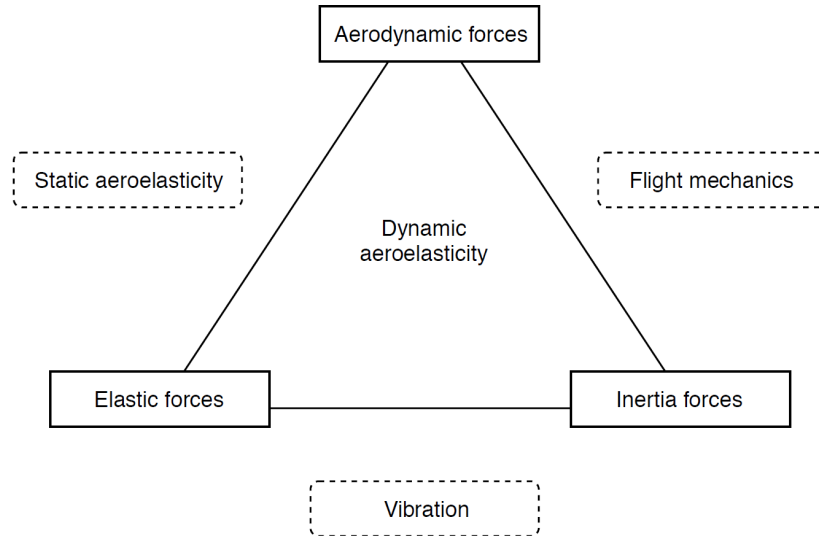 Aerodynamic forces
Static aeroelasticity
Flight mechanics
Dynamic
aeroelasticity
Elastic forces
Inertia forces
Vibration